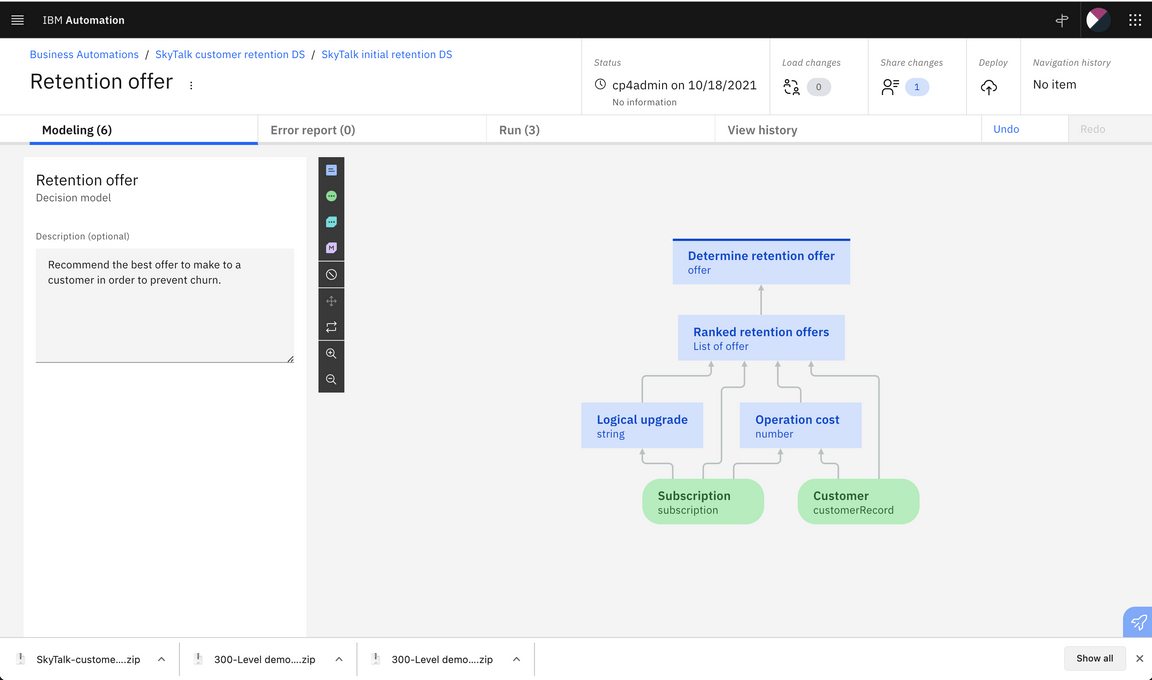 IBM Automation
Business Automations / SkyTalk customer retention DS / SkyTalk initial retention DS
Retention offer
Status
cp4admin on 10/18/2021
No information
Load changes
0
Share changes
1
Deploy
Navigation history
No item
Modeling (6)
Error report (0)
Run (3)
View history
Undo
Redo
Retention offer
Decision model
Description (optional)
Recommend the best offer to make to a
customer in order to prevent churn.
M
Determine retention offer
offer
Ranked retention offers
List of offer
Logical upgrade
string
Operation cost
number
Subscription
subscription
Customer
customerRecord
SkyTalk-custome....zip
300-Level demo....zip
300-Level demo....zip
Show all